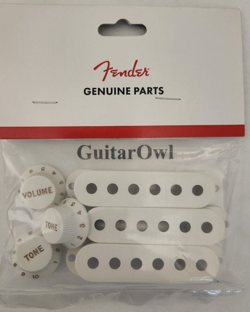 Fender
GENUINE PARTS
GuitarOwl
VOLUME
TONE
TONE